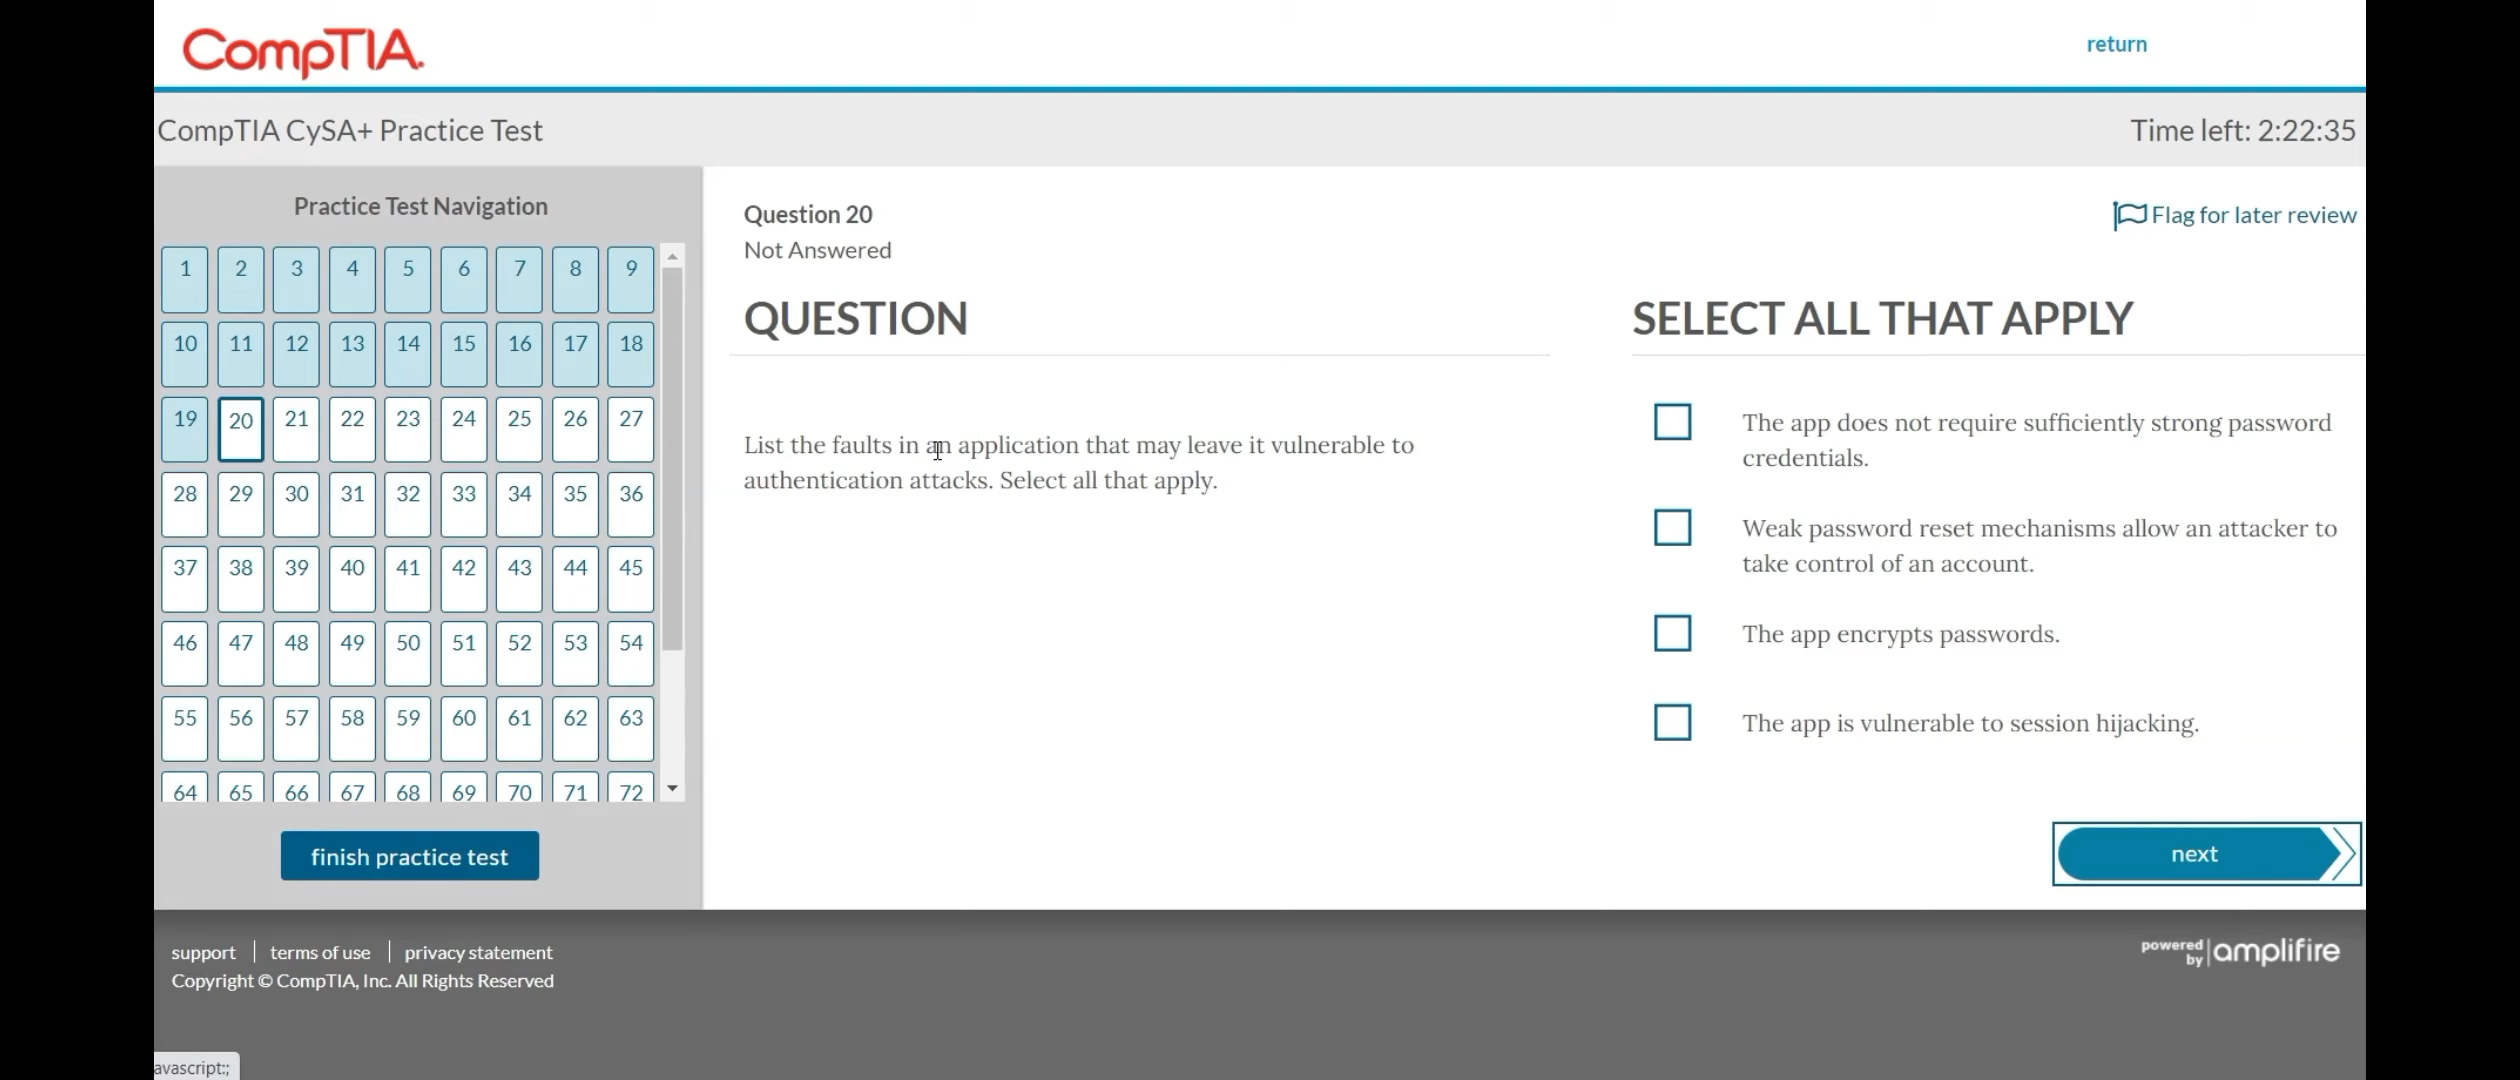 CompTIA.
return
CompTIA CySA+ Practice Test
Time left: 2:22:35
Practice Test Navigation
1 2 3 4 5 6 7 8 9
10 11 12 13 14 15 16 17 18
19 20 21 22 23 24 25 26 27
28 29 30 31 32 33 34 35 36
37 38 39 40 41 42 43 44 45
46 47 48 49 50 51 52 53 54
55 56 57 58 59 60 61 62 63
64 65 66 67 68 69 70 71 72
finish practice test
Question 20
Not Answered
Flag for later review
QUESTION
List the faults in an application that may leave it vulnerable to
authentication attacks. Select all that apply.
SELECT ALL THAT APPLY
The app does not require sufficiently strong password
credentials.
Weak password reset mechanisms allow an attacker to
take control of an account.
The app encrypts passwords.
The app is vulnerable to session hijacking.
next
support | terms of use | privacy statement
Copyright © CompTIA, Inc. All Rights Reserved
powered
by
amplifire
avascript:;